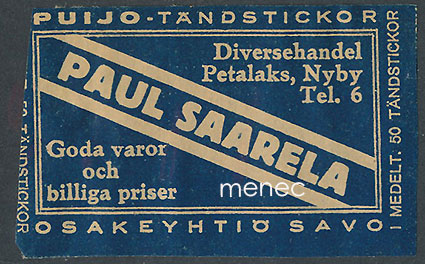 PUIJO-TÄNDSTICKOR
Diversehandel
Petalaks, Nyby
Tel. 6
PAUL SAARELA
Goda varor
och
billiga priser
menec
OSAKEYHTIÖ SAVO
I MEDELT. 50 TÄNDSTICKOR
50 TÄNDSTICKOR